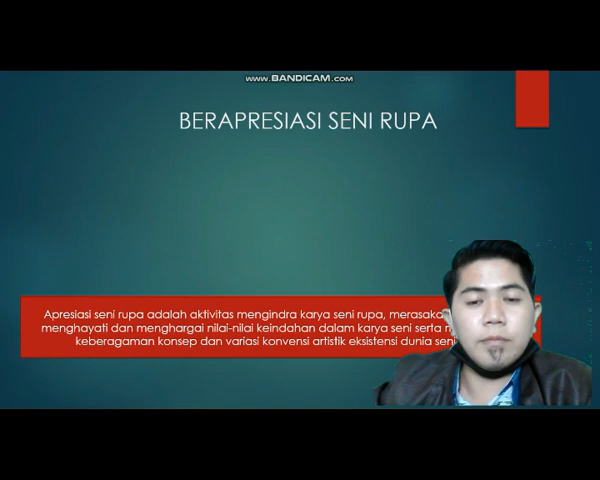 WWW.BANDICAM.COM
BERAPRESIASI SENI RUPA
Apresiasi seni rupa adalah aktivitas mengindra karya seni rupa, merasaka
menghayati dan menghargai nilai-nilai keindahan dalam karya seni serta
keberagaman konsep dan variasi konvensi artistik eksistensi dunia seni